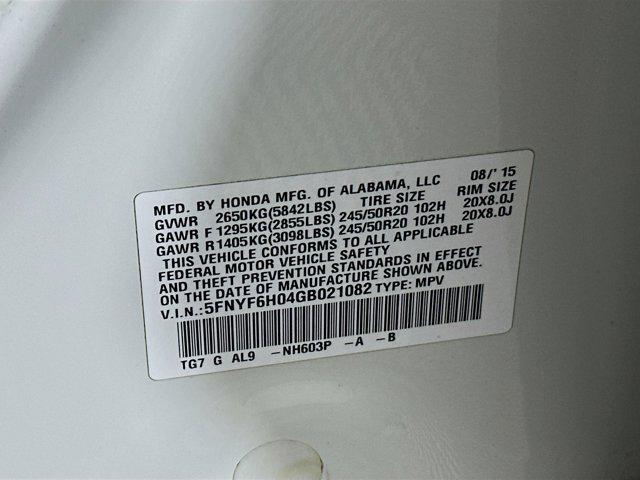 MFD. BY HONDA MFG. OF ALABAMA, LLC 08/'15
GVWR 2650KG(5842LBS) TIRE SIZE RIM SIZE
GAWR F 1295KG(2855LBS) 245/50R20 102H 20X8.0J
GAWR R 1405KG(3098LBS) 245/50R20 102H 20X8.0J
THIS VEHICLE CONFORMS TO ALL APPLICABLE
FEDERAL MOTOR VEHICLE SAFETY
AND THEFT PREVENTION STANDARDS IN EFFECT
ON THE DATE OF MANUFACTURE SHOWN ABOVE.
V.I.N.:5FNYF6H04GB021082 TYPE: MPV
TG7 G AL9 -NH603P -A -B